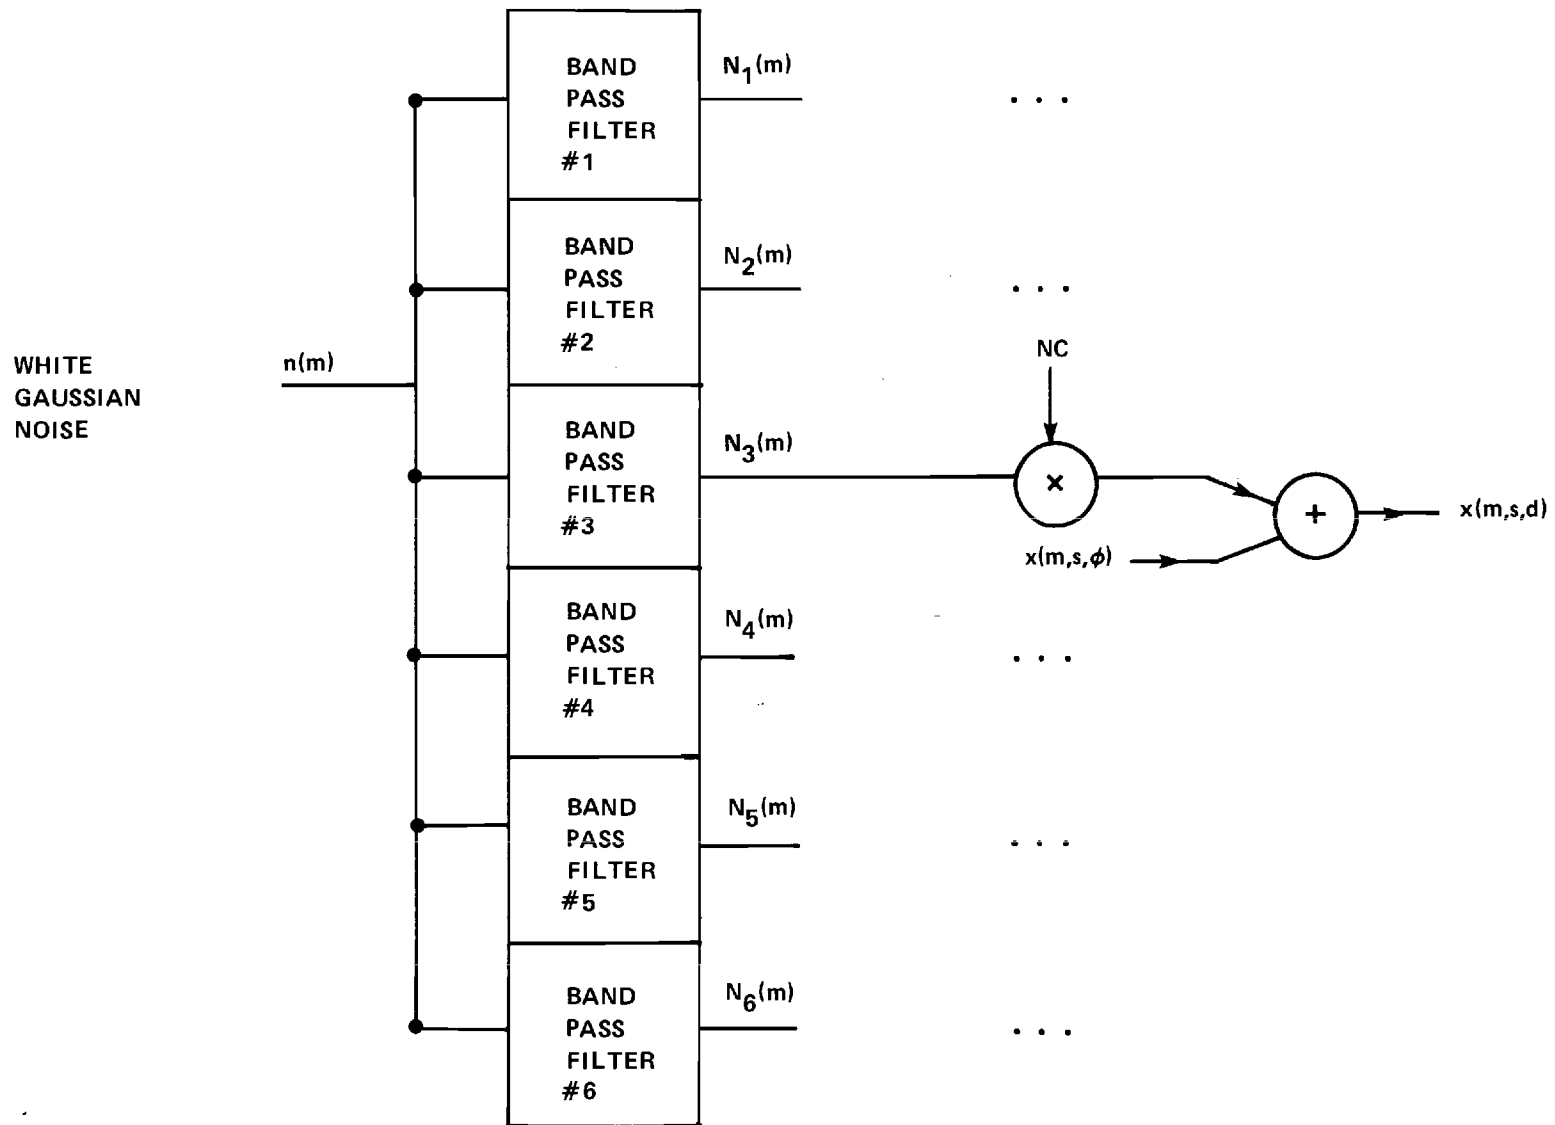 WHITE
GAUSSIAN
NOISE
n(m)
BAND
PASS
FILTER
#1
N₁(m)
. . .
BAND
PASS
FILTER
#2
N₂(m)
. . .
BAND
PASS
FILTER
#3
N₃(m)
NC
×
x(m,s,ϕ)
+
x(m,s,d)
BAND
PASS
FILTER
#4
N₄(m)
. . .
BAND
PASS
FILTER
#5
N₅(m)
. . .
BAND
PASS
FILTER
#6
N₆(m)
. . .